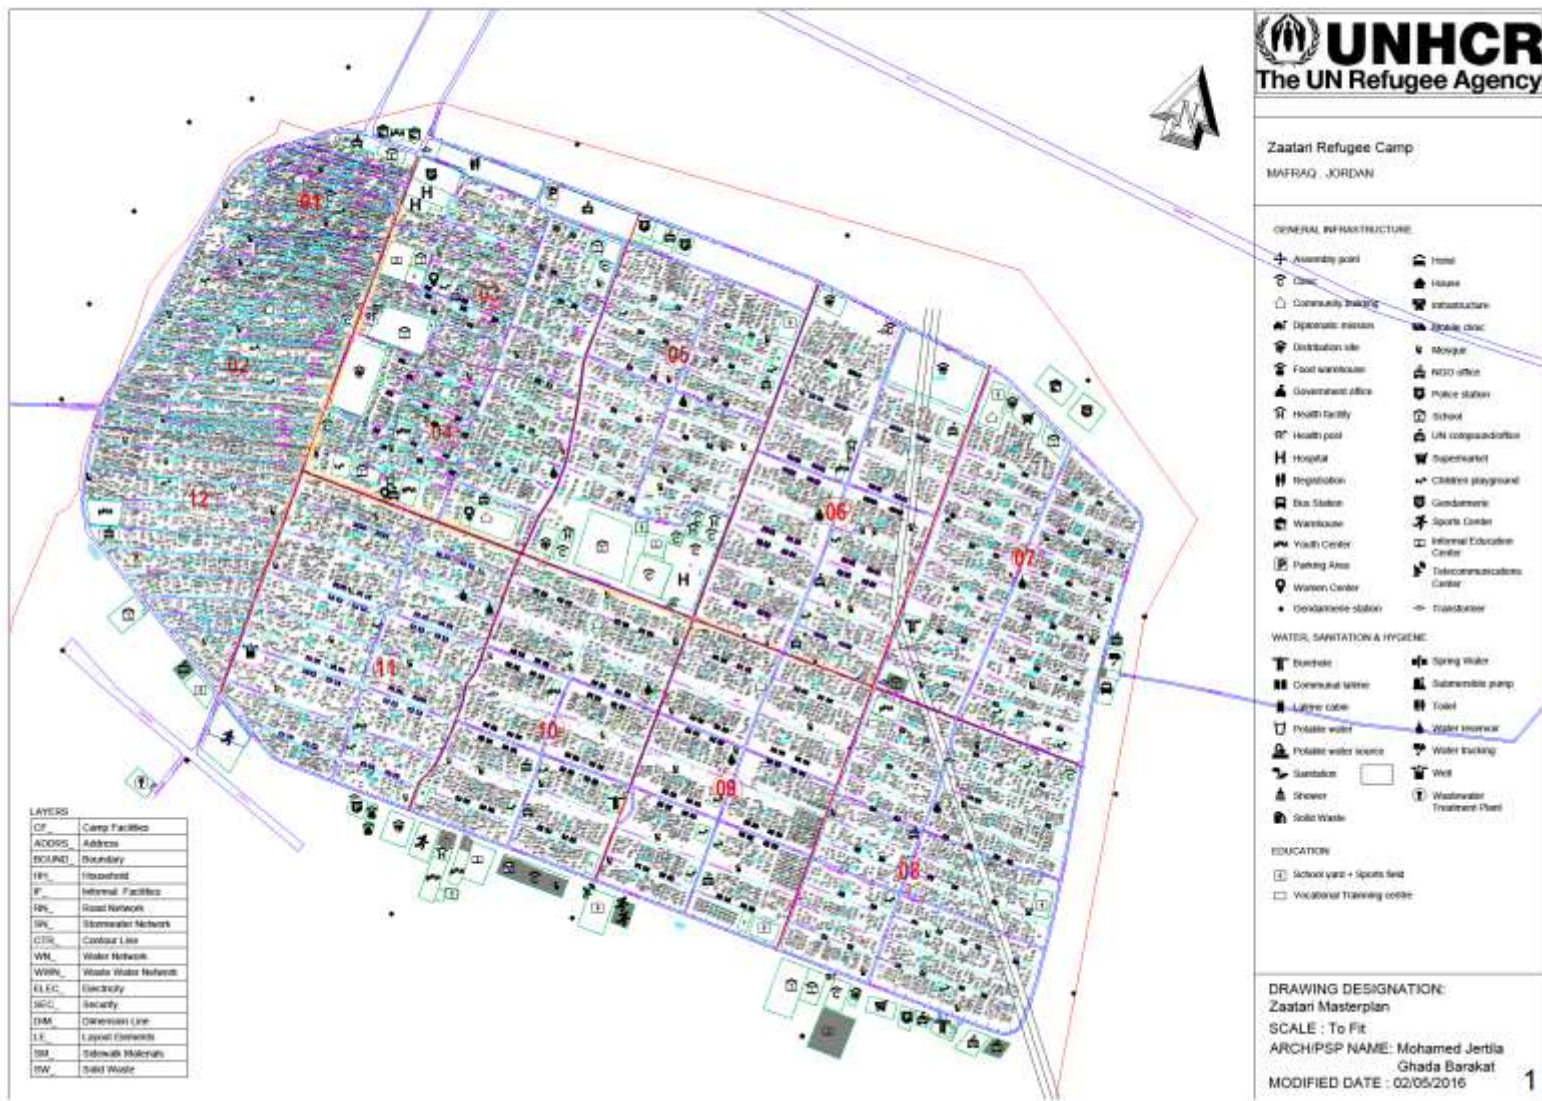 UNHCR
The UN Refugee Agency
Zaatari Refugee Camp
MAFRAQ , JORDAN
GENERAL INFRASTRUCTURE
Assembly point
Hotel
Clinic
House
Community training
Infrastructure
Diplomatic mission
Mobile clinic
Distribution site
Mosque
Food warehouse
NGO office
Government office
Police station
Health facility
School
Health post
UN compound/office
Hospital
Supermarket
Registration
Children playground
Bus Station
Gendarmerie
Warehouse
Sports Center
Youth Center
Informal Education Center
Parking Area
Telecommunications Center
Women Center
Gendarmerie station
Transformer
WATER, SANITATION & HYGIENE
Borehole
Spring Water
Communal latrine
Submersible pump
Latrine cabin
Toilet
Potable water
Water reservoir
Potable water source
Water trucking
Sanitation
Well
Shower
Wastewater Treatment Plant
Solid Waste
EDUCATION
School yard + Sports field
Vocational Trainning centre
DRAWING DESIGNATION:
Zaatari Masterplan
SCALE : To Fit
ARCH/PSP NAME: Mohamed Jertila
Ghada Barakat
MODIFIED DATE : 02/05/2016
1
01
02
03
04
05
06
07
12
11
10
09
08
H
H
H
P
LAYERS
CF_ Camp Facilities
ADDRS_ Address
BOUND_ Boundary
HH_ Household
IF_ Informal Facilities
RN_ Road Network
SN_ Stormwater Network
CTR_ Contour Line
WN_ Water Network
WWN_ Waste Water Network
ELEC_ Electricity
SEC_ Security
DIM_ Dimension Line
LE_ Layout Elements
SM_ Sidewalk Materials
SW_ Solid Waste